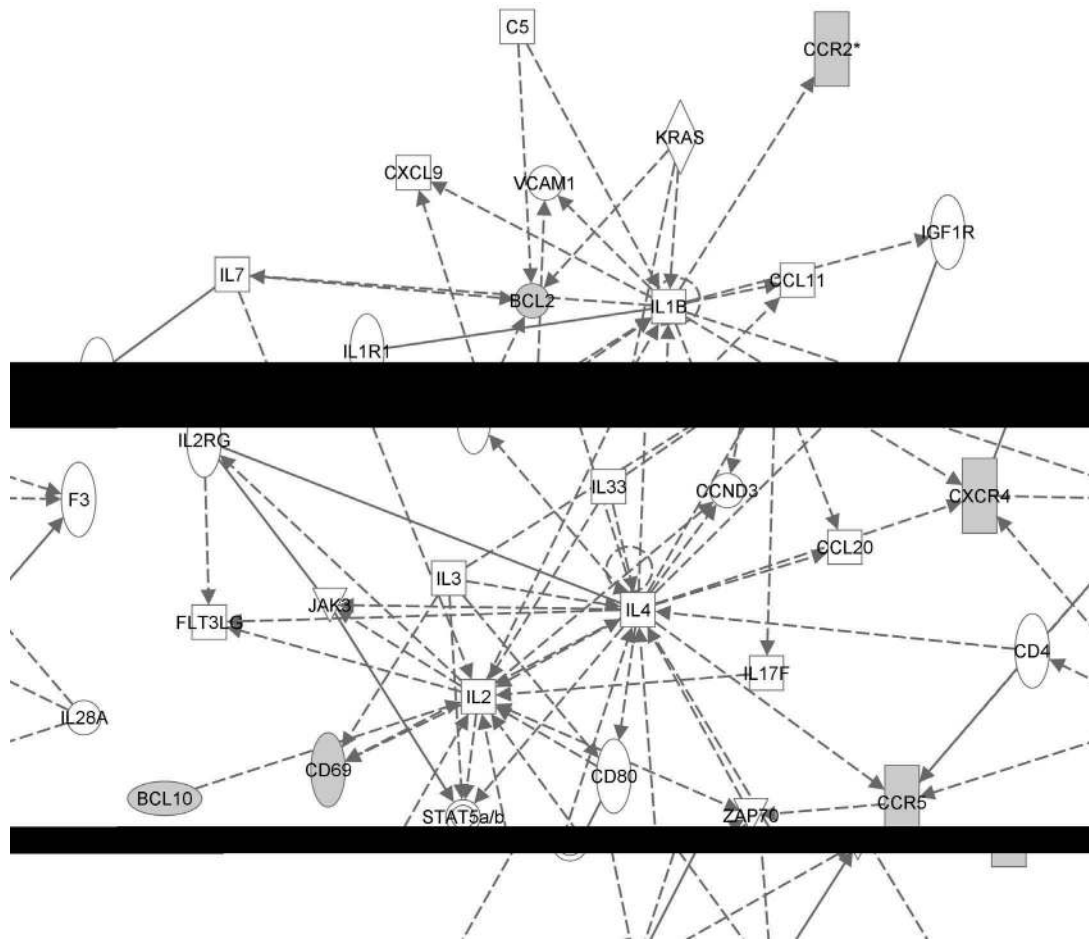 C5
CCR2*
KRAS
CXCL9
VCAM1
IGF1R
IL7
CCL11
BCL2
IL1B
IL1R1
IL2RG
IL33
CCND3
CXCR4
F3
CCL20
IL3
JAK3
IL4
FLT3LG
CD4
IL17F
IL2
IL28A
CD69
CD80
BCL10
CCR5
STAT5a/b
ZAP70